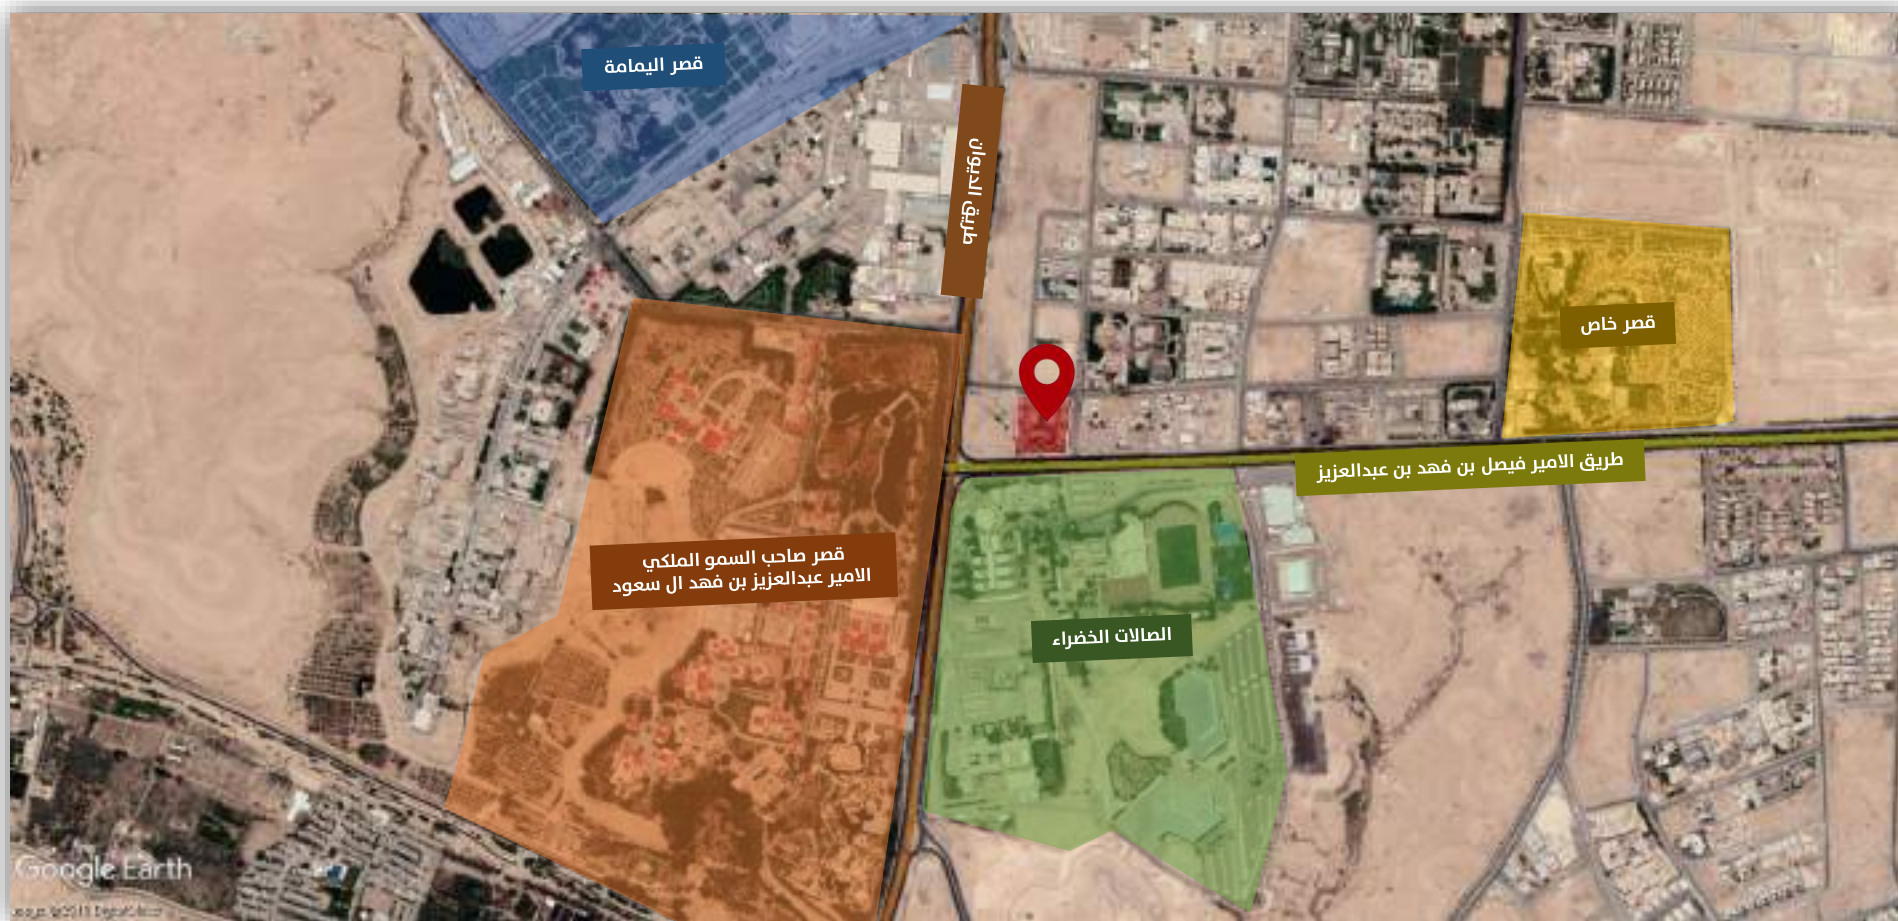 قصر اليمامة
طريق الديوان
قصر خاص
طريق الامير فيصل بن فهد بن عبدالعزيز
قصر صاحب السمو الملكي
الامير عبدالعزيز بن فهد ال سعود
الصالات الخضراء
Google Earth